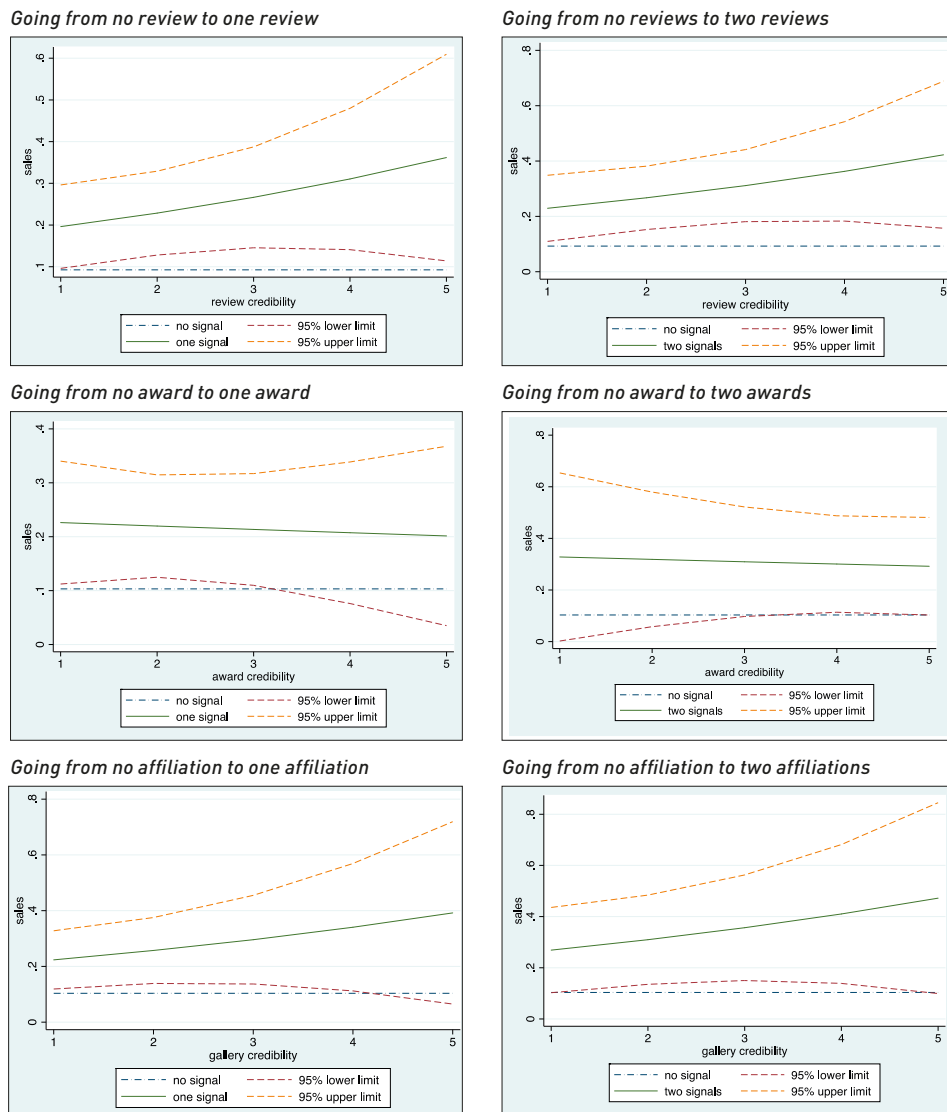 Going from no review to one review
.6
.5
.4
.3
.2
.1
sales
1 2 3 4 5
review credibility
no signal 95% lower limit
one signal 95% upper limit
Going from no reviews to two reviews
.8
.6
.4
.2
0
sales
1 2 3 4 5
review credibility
no signal 95% lower limit
two signals 95% upper limit
Going from no award to one award
.4
.3
.2
.1
0
sales
1 2 3 4 5
award credibility
no signal 95% lower limit
one signal 95% upper limit
Going from no award to two awards
.8
.6
.4
.2
0
sales
1 2 3 4 5
award credibility
no signal 95% lower limit
two signals 95% upper limit
Going from no affiliation to one affiliation
.8
.6
.4
.2
0
sales
1 2 3 4 5
gallery credibility
no signal 95% lower limit
one signal 95% upper limit
Going from no affiliation to two affiliations
.8
.6
.4
.2
0
sales
1 2 3 4 5
gallery credibility
no signal 95% lower limit
two signals 95% upper limit